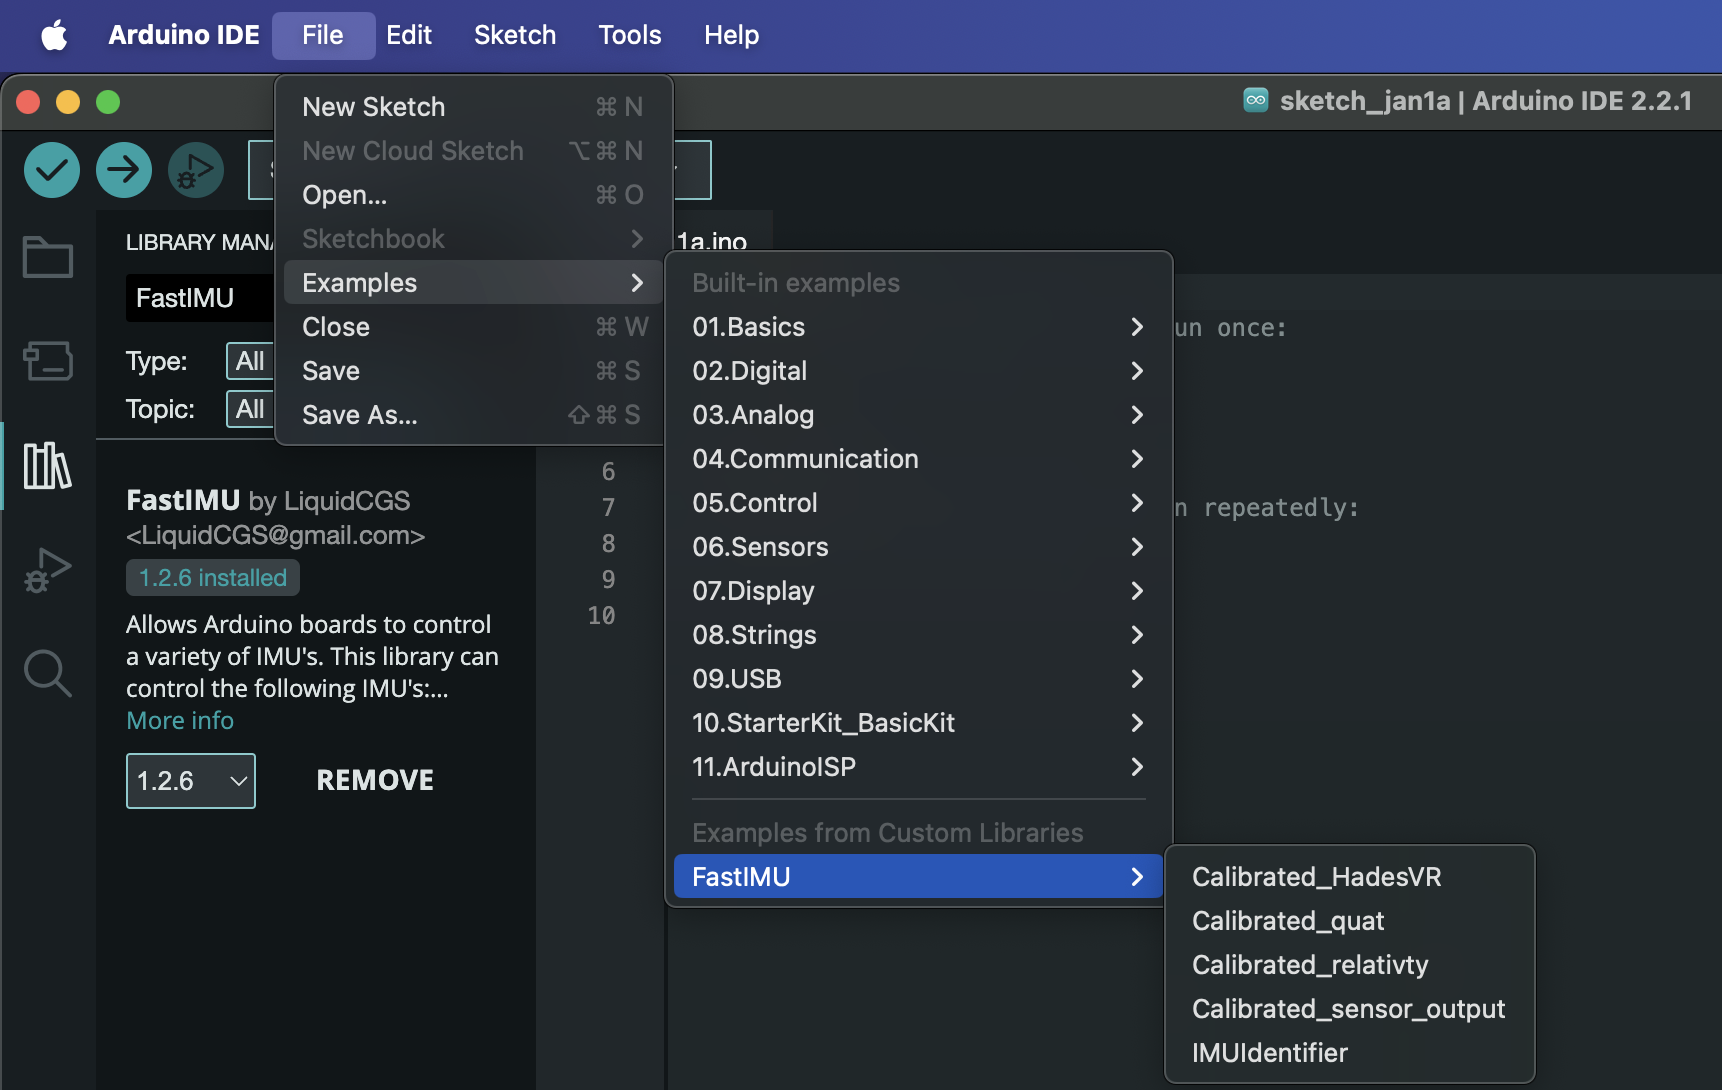 Arduino IDE File Edit Sketch Tools Help
sketch_jan1a | Arduino IDE 2.2.1
New Sketch ⌘ N
New Cloud Sketch ⌥ ⌘ N
Open... ⌘ O
Sketchbook
Examples
Close ⌘ W
Save ⌘ S
Save As... ⇧ ⌘ S
LIBRARY MANA
FastIMU
Type: All
Topic: All
FastIMU by LiquidCGS
<LiquidCGS@gmail.com>
1.2.6 installed
Allows Arduino boards to control
a variety of IMU's. This library can
control the following IMU's:...
More info
1.2.6 REMOVE
1a.ino
un once:
6
7
n repeatedly:
8
9
10
Built-in examples
01.Basics
02.Digital
03.Analog
04.Communication
05.Control
06.Sensors
07.Display
08.Strings
09.USB
10.StarterKit_BasicKit
11.ArduinoISP
Examples from Custom Libraries
FastIMU
Calibrated_HadesVR
Calibrated_quat
Calibrated_relativty
Calibrated_sensor_output
IMUIdentifier